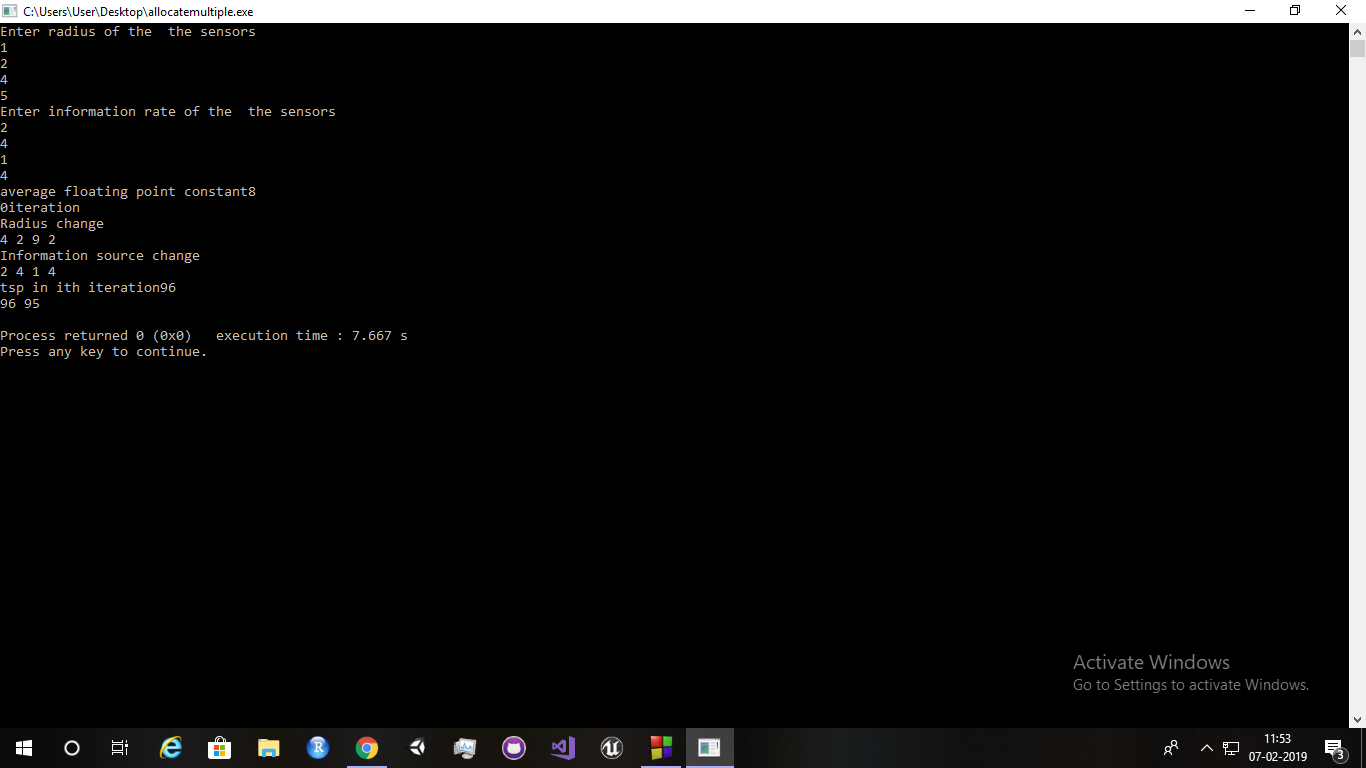 C:\Users\User\Desktop\allocatemultiple.exe
Enter radius of the  the sensors
1
2
4
5
Enter information rate of the  the sensors
2
4
1
4
average floating point constant8
0iteration
Radius change
4 2 9 2
Information source change
2 4 1 4
tsp in ith iteration96
96 95
Process returned 0 (0x0)   execution time : 7.667 s
Press any key to continue.
Activate Windows
Go to Settings to activate Windows.
R
11:53
07-02-2019
3